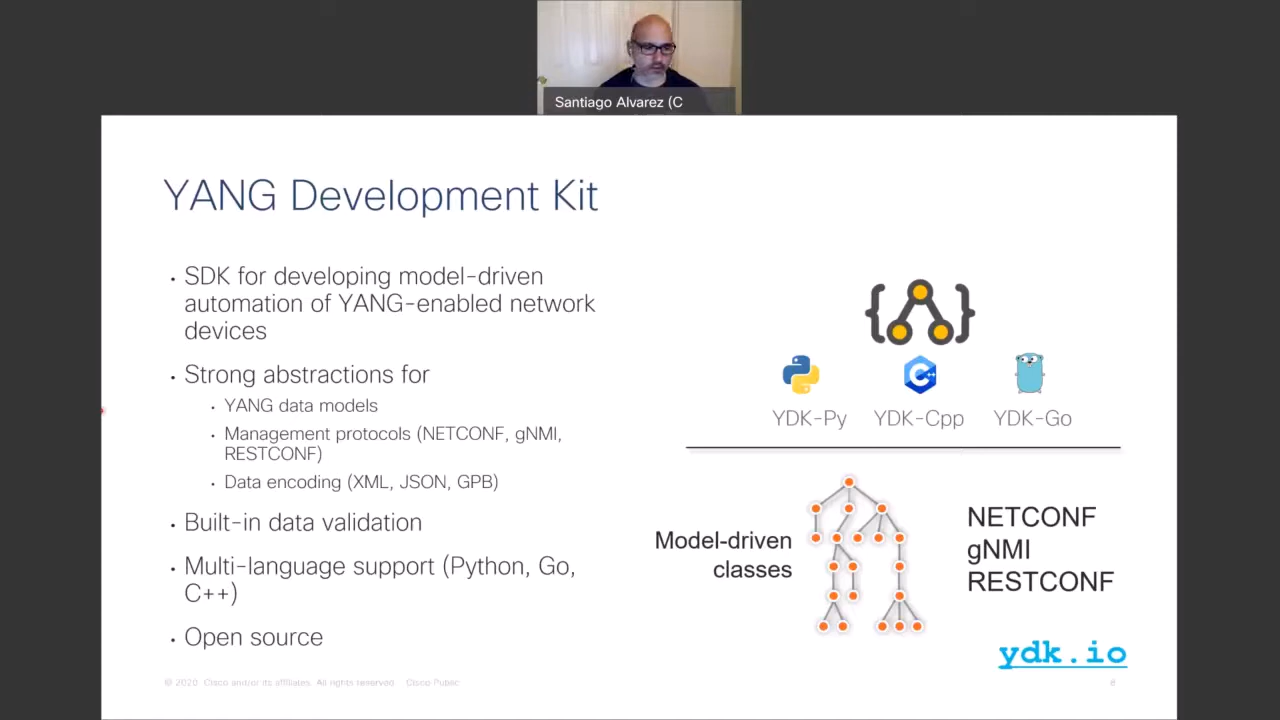 Santiago Alvarez (C
YANG Development Kit
• SDK for developing model-driven
automation of YANG-enabled network
devices
• Strong abstractions for
• YANG data models
• Management protocols (NETCONF, gNMI,
RESTCONF)
• Data encoding (XML, JSON, GPB)
• Built-in data validation
• Multi-language support (Python, Go,
C++)
• Open source
{ }
C++
YDK-Py YDK-Cpp YDK-Go
Model-driven
classes
NETCONF
gNMI
RESTCONF
ydk.io
© 2020 Cisco and/or its affiliates. All rights reserved. Cisco Public
8